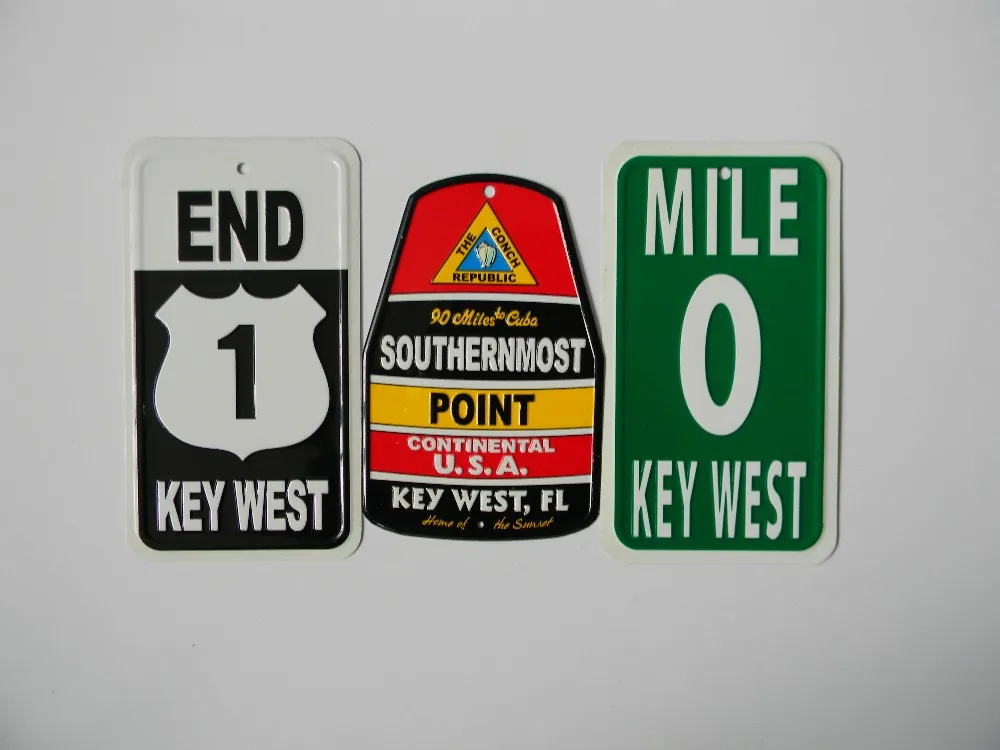 END
1
KEY WEST
THE CONCH
REPUBLIC
90 Miles to Cuba
SOUTHERNMOST
POINT
CONTINENTAL
U.S.A.
KEY WEST, FL
Home of the Sunset
MILE
0
KEY WEST